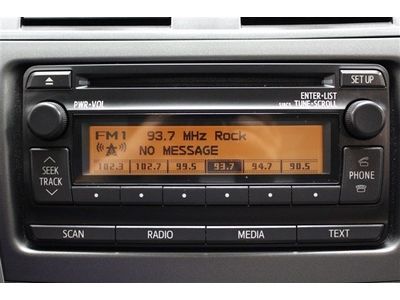 SET UP
PWR•VOL
ENTER•LIST
TUNE•SCROLL
FM1 93.7 MHz Rock
NO MESSAGE
102.3 102.7 99.5 93.7 94.7 90.5
SEEK
TRACK
PHONE
SCAN RADIO MEDIA TEXT